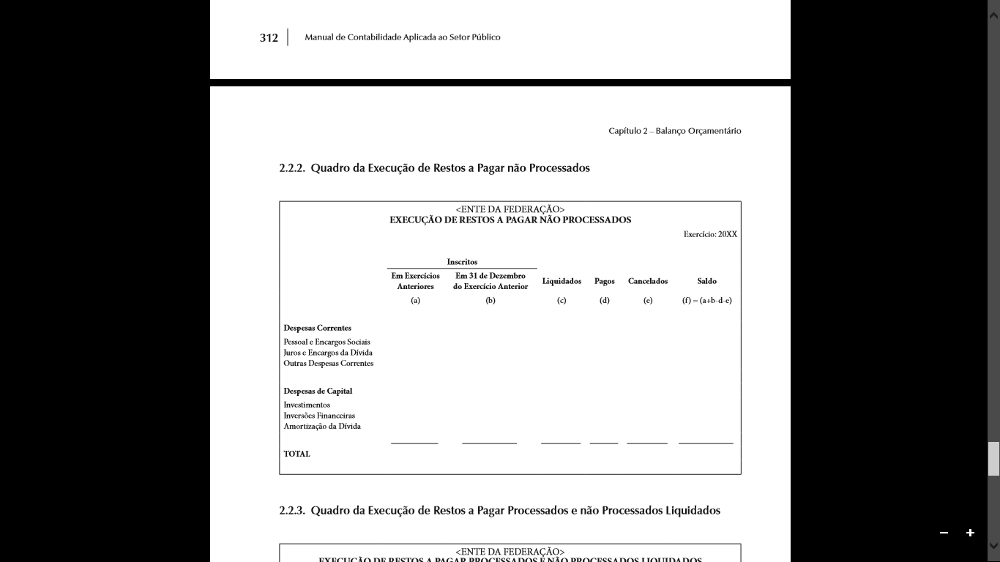 312 Manual de Contabilidade Aplicada ao Setor Público
Capítulo 2 – Balanço Orçamentário
2.2.2. Quadro da Execução de Restos a Pagar não Processados
<ENTE DA FEDERAÇÃO>
EXECUÇÃO DE RESTOS A PAGAR NÃO PROCESSADOS
Exercício: 20XX
Inscritos
Em Exercícios Anteriores
Em 31 de Dezembro do Exercício Anterior
Liquidados
Pagos
Cancelados
Saldo
(a) (b) (c) (d) (e) (f) = (a+b-d-e)
Despesas Correntes
Pessoal e Encargos Sociais
Juros e Encargos da Dívida
Outras Despesas Correntes
Despesas de Capital
Investimentos
Inversões Financeiras
Amortização da Dívida
TOTAL
2.2.3. Quadro da Execução de Restos a Pagar Processados e não Processados Liquidados
<ENTE DA FEDERAÇÃO>
EXECUÇÃO DE RESTOS A PAGAR PROCESSADOS E NÃO PROCESSADOS LIQUIDADOS